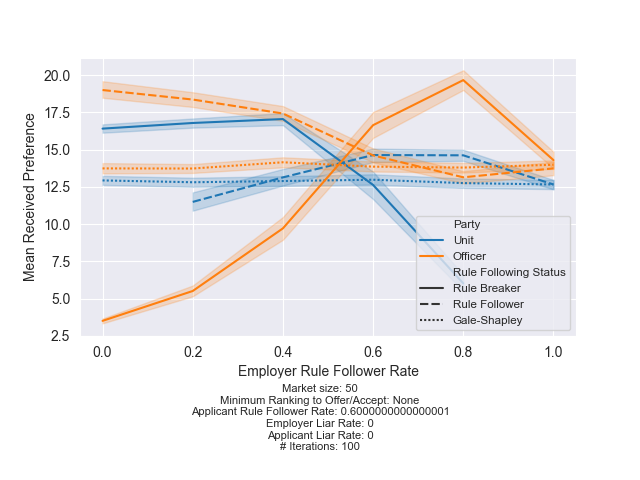 20.0
17.5
15.0
12.5
10.0
7.5
5.0
2.5
Mean Received Preference
Party
Unit
Officer
Rule Following Status
Rule Breaker
Rule Follower
Gale-Shapley
0.0 0.2 0.4 0.6 0.8 1.0
Employer Rule Follower Rate
Market size: 50
Minimum Ranking to Offer/Accept: None
Applicant Rule Follower Rate: 0.6000000000000001
Employer Liar Rate: 0
Applicant Liar Rate: 0
# Iterations: 100